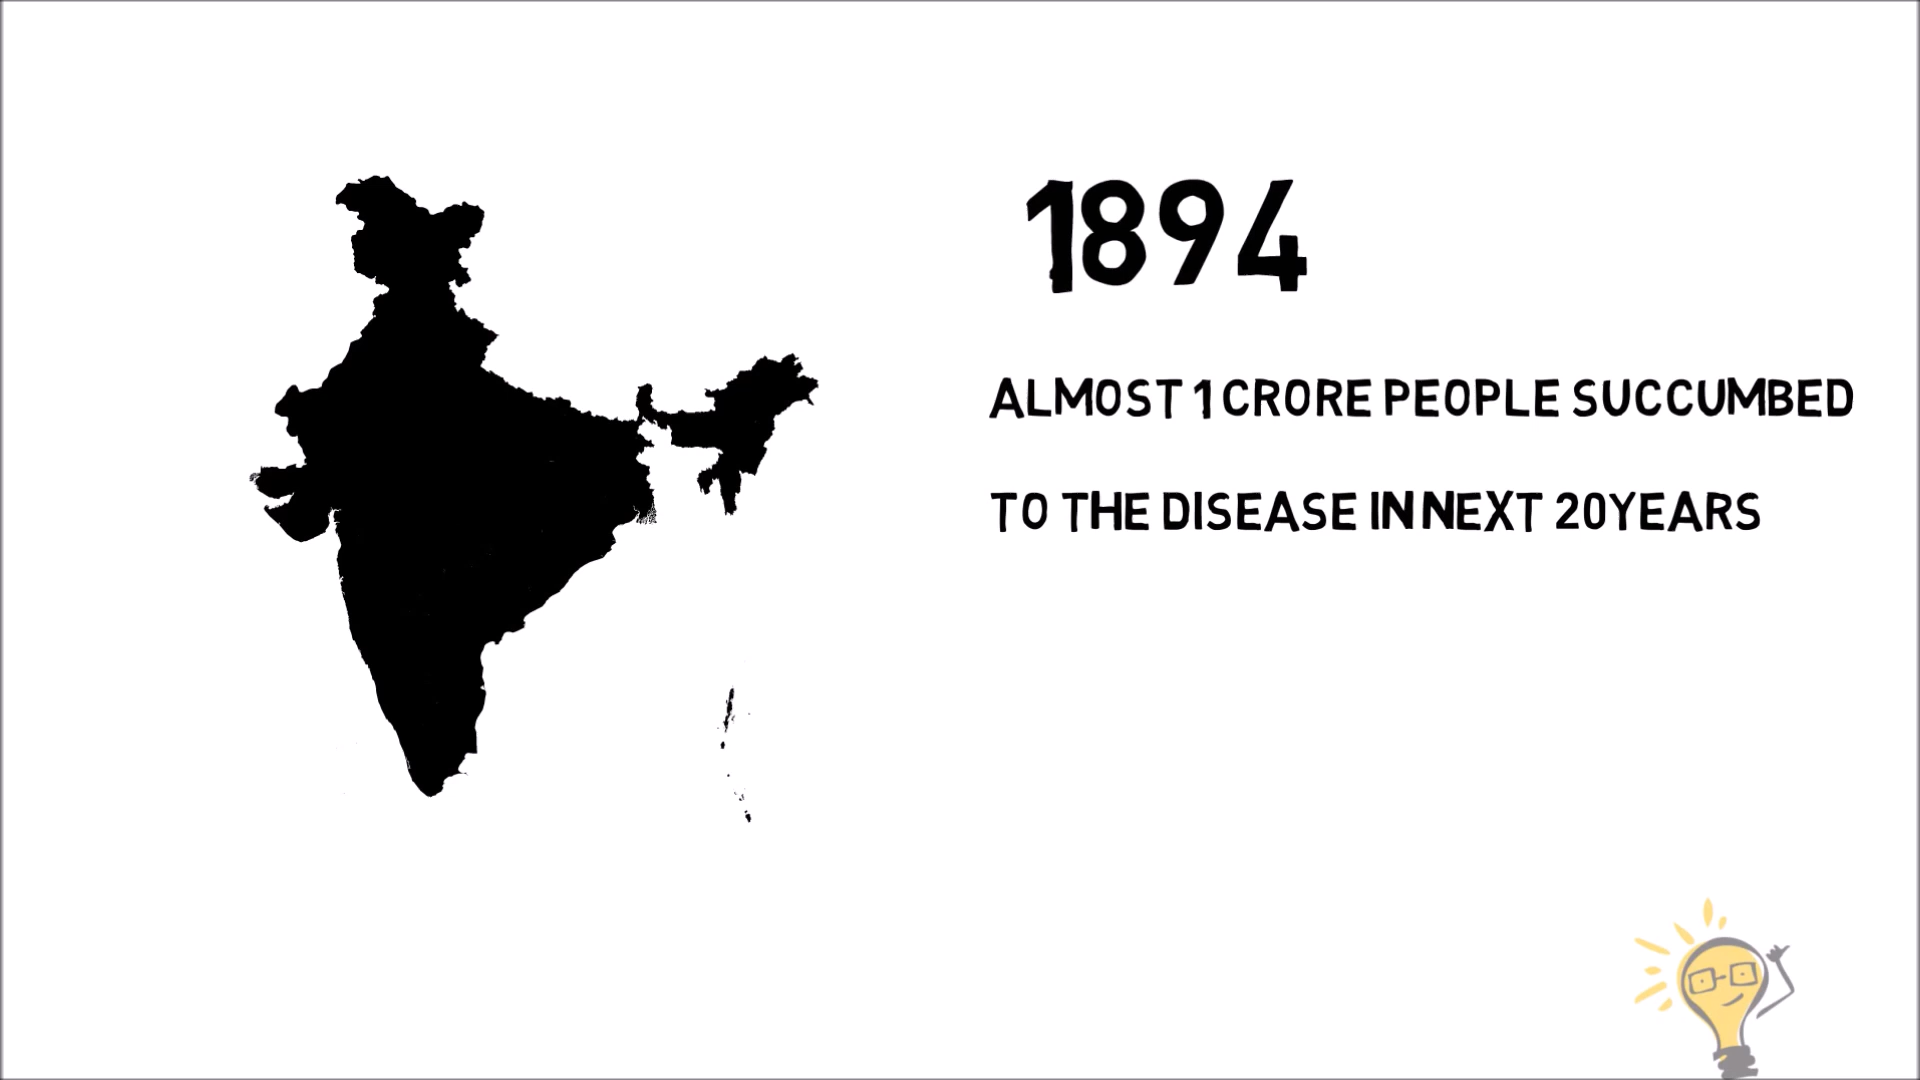 1894
ALMOST 1 CRORE PEOPLE SUCCUMBED
TO THE DISEASE IN NEXT 20YEARS